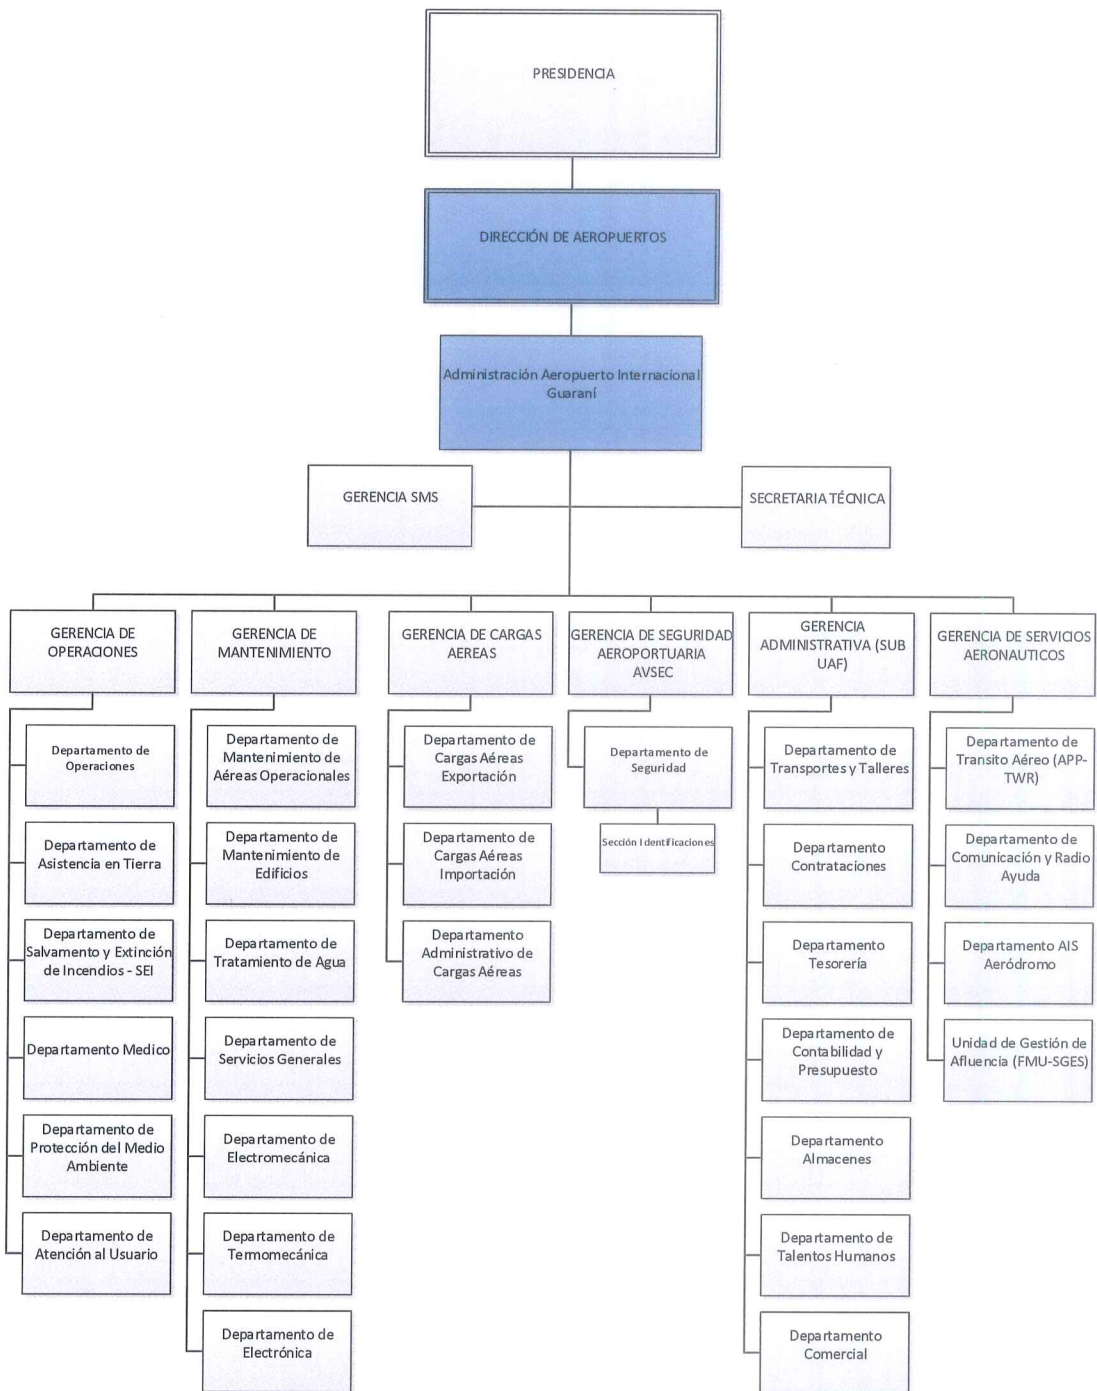 PRESIDENCIA
DIRECCIÓN DE AEROPUERTOS
Administración Aeropuerto Internacional
Guaraní
GERENCIA SMS
SECRETARIA TÉCNICA
GERENCIA DE
OPERACIONES
GERENCIA DE
MANTENIMIENTO
GERENCIA DE CARGAS
AEREAS
GERENCIA DE SEGURIDAD
AEROPORTUARIA
AVSEC
GERENCIA
ADMINISTRATIVA (SUB
UAF)
GERENCIA DE SERVICIOS
AERONAUTICOS
Departamento de
Operaciones
Departamento de
Asistencia en Tierra
Departamento de
Salvamento y Extinción
de Incendios - SEI
Departamento Medico
Departamento de
Protección del Medio
Ambiente
Departamento de
Atención al Usuario
Departamento de
Mantenimiento de
Aéreas Operacionales
Departamento de
Mantenimiento de
Edificios
Departamento de
Tratamiento de Agua
Departamento de
Servicios Generales
Departamento de
Electromecánica
Departamento de
Termomecánica
Departamento de
Electrónica
Departamento de
Cargas Aéreas
Exportación
Departamento de
Cargas Aéreas
Importación
Departamento
Administrativo de
Cargas Aéreas
Departamento de
Seguridad
Sección Identificaciones
Departamento de
Transportes y Talleres
Departamento
Contrataciones
Departamento
Tesorería
Departamento de
Contabilidad y
Presupuesto
Departamento
Almacenes
Departamento de
Talentos Humanos
Departamento
Comercial
Departamento de
Transito Aéreo (APP-
TWR)
Departamento de
Comunicación y Radio
Ayuda
Departamento AIS
Aeródromo
Unidad de Gestión de
Afluencia (FMU-SGES)